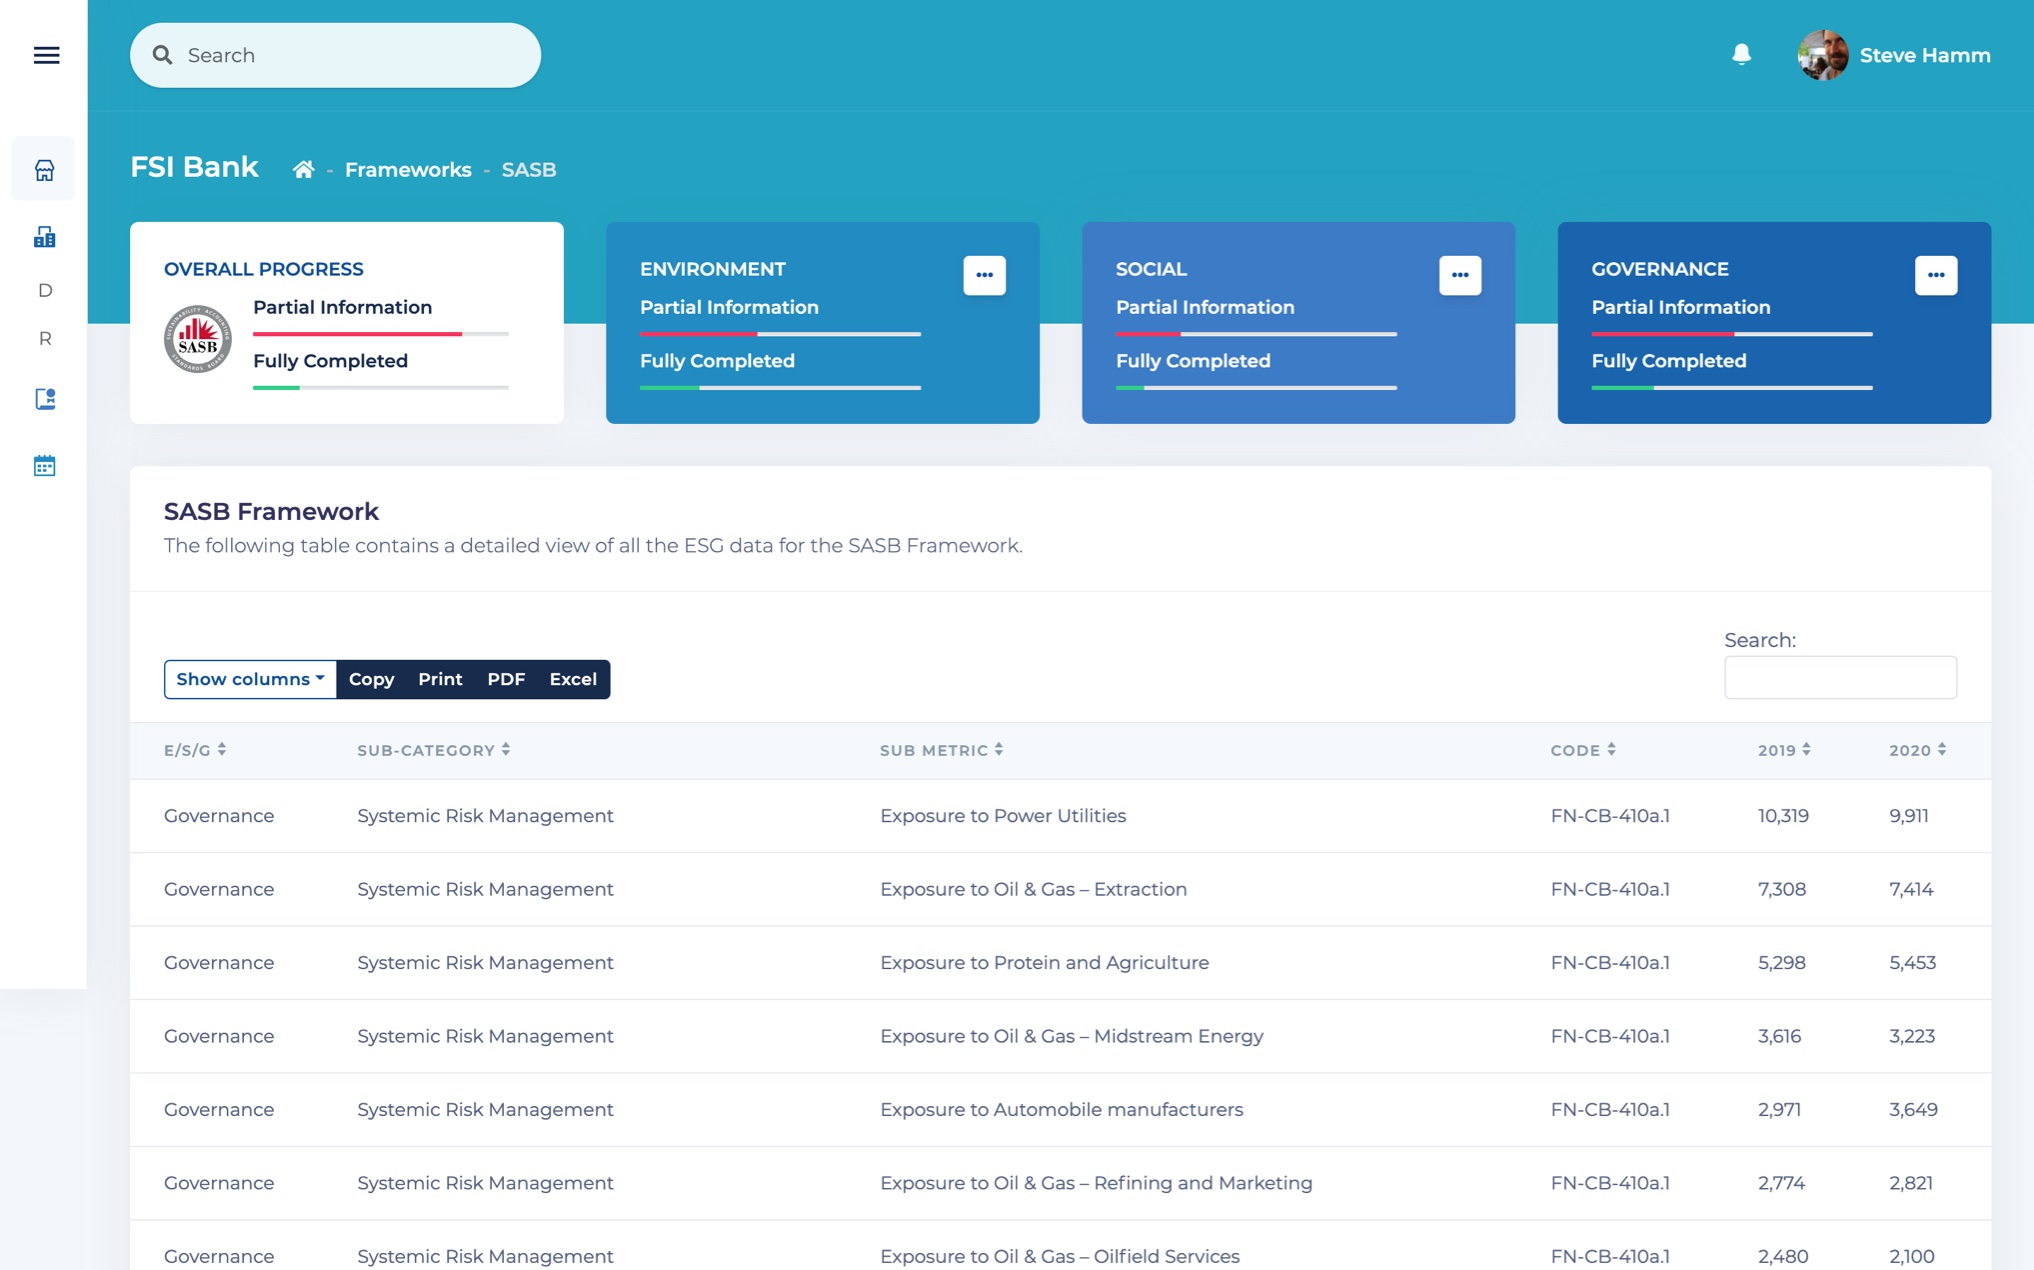 Search
Steve Hamm
FSI Bank - Frameworks - SASB
OVERALL PROGRESS
Partial Information
Fully Completed
SUSTAINABILITY ACCOUNTING
SASB
STANDARDS BOARD
ENVIRONMENT
Partial Information
Fully Completed
SOCIAL
Partial Information
Fully Completed
GOVERNANCE
Partial Information
Fully Completed
D
R
SASB Framework
The following table contains a detailed view of all the ESG data for the SASB Framework.
Search:
Show columns Copy Print PDF Excel
E/S/G SUB-CATEGORY SUB METRIC CODE 2019 2020
Governance Systemic Risk Management Exposure to Power Utilities FN-CB-410a.1 10,319 9,911
Governance Systemic Risk Management Exposure to Oil & Gas – Extraction FN-CB-410a.1 7,308 7,414
Governance Systemic Risk Management Exposure to Protein and Agriculture FN-CB-410a.1 5,298 5,453
Governance Systemic Risk Management Exposure to Oil & Gas – Midstream Energy FN-CB-410a.1 3,616 3,223
Governance Systemic Risk Management Exposure to Automobile manufacturers FN-CB-410a.1 2,971 3,649
Governance Systemic Risk Management Exposure to Oil & Gas – Refining and Marketing FN-CB-410a.1 2,774 2,821
Governance Systemic Risk Management Exposure to Oil & Gas – Oilfield Services FN-CB-410a.1 2,480 2,100